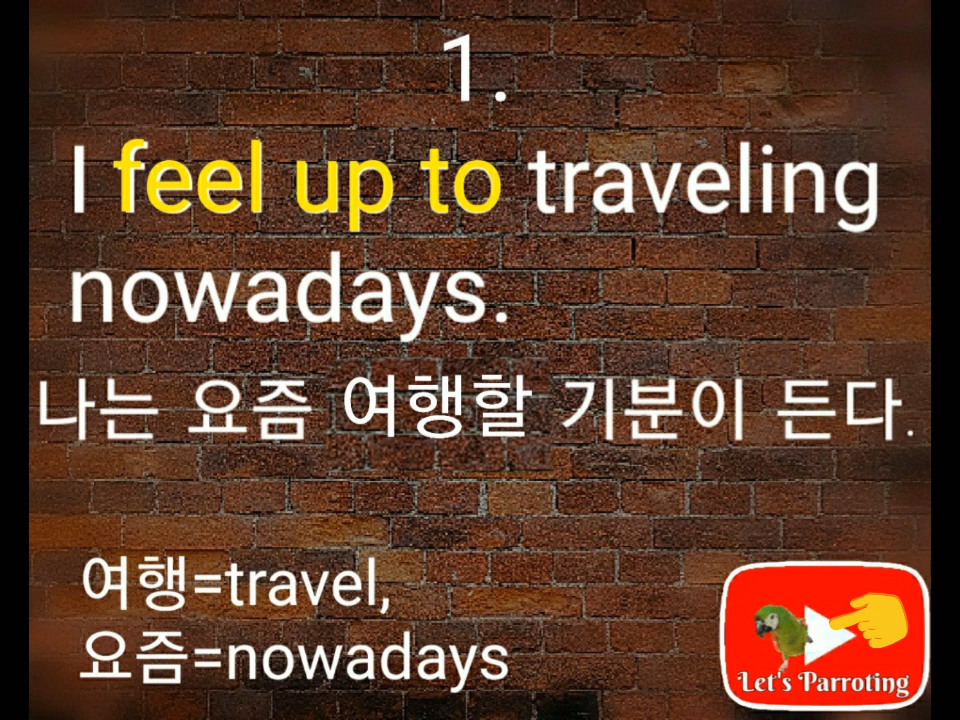 1.
I feel up to traveling
nowadays.
나는 요즘 여행할 기분이 든다.
여행=travel,
요즘=nowadays
Let's Parroting